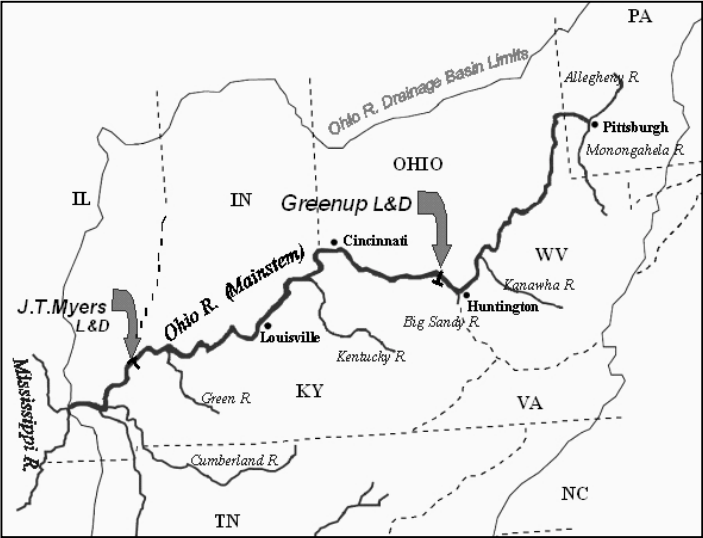 PA
Ohio R. Drainage Basin Limits
Allegheny R.
Pittsburgh
Monongahela R.
OHIO
IL
IN
Greenup L&D
Cincinnati
WV
Ohio R. (Mainstem)
Kanawha R.
Huntington
J.T.Myers
L&D
Big Sandy R.
Louisville
Kentucky R.
Mississippi R.
Green R.
KY
VA
Cumberland R.
NC
TN